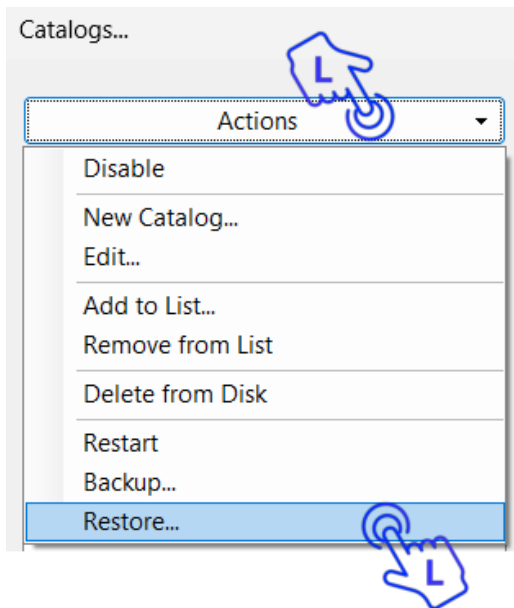 Catalogs...
L
Actions
Disable
New Catalog...
Edit...
Add to List...
Remove from List
Delete from Disk
Restart
Backup...
Restore...
L